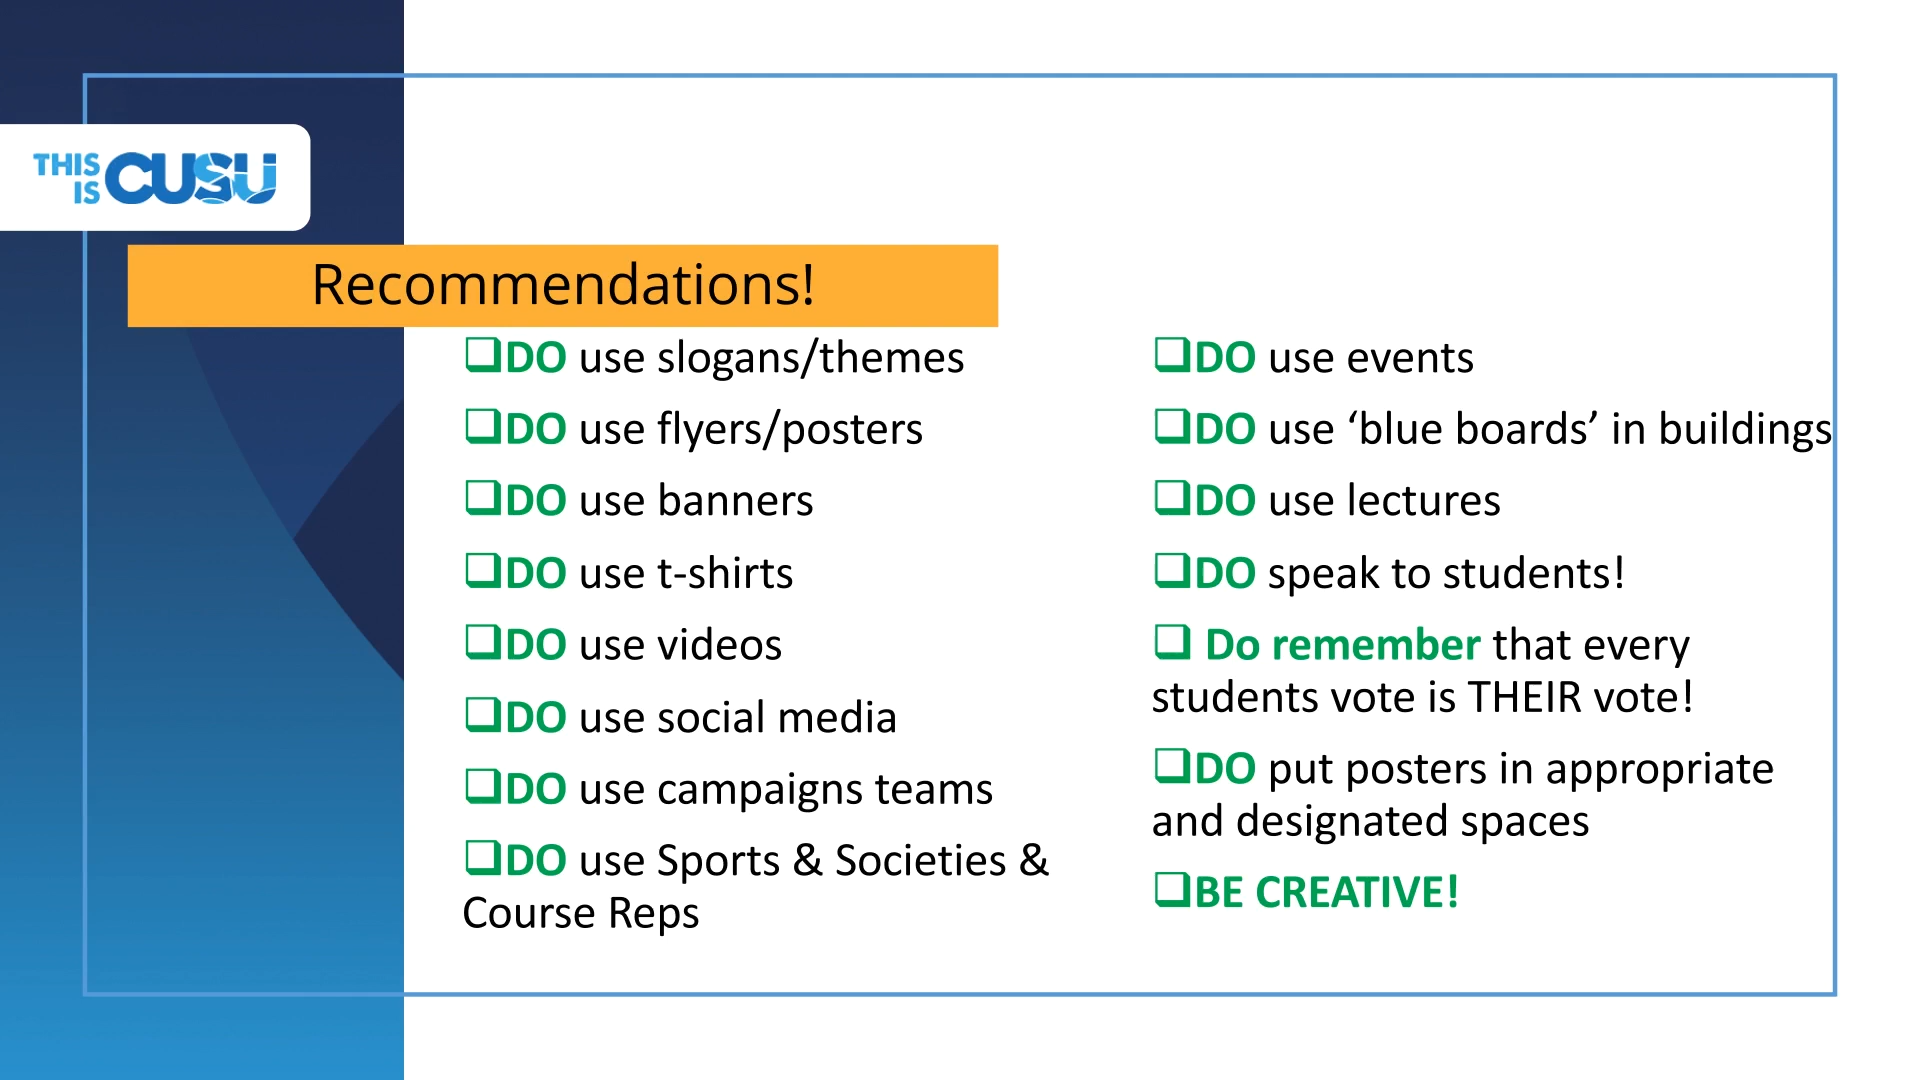 THIS IS CUSU
Recommendations!
❑DO use slogans/themes
❑DO use flyers/posters
❑DO use banners
❑DO use t-shirts
❑DO use videos
❑DO use social media
❑DO use campaigns teams
❑DO use Sports & Societies &
Course Reps
❑DO use events
❑DO use ‘blue boards’ in buildings
❑DO use lectures
❑DO speak to students!
❑ Do remember that every
students vote is THEIR vote!
❑DO put posters in appropriate
and designated spaces
❑BE CREATIVE!